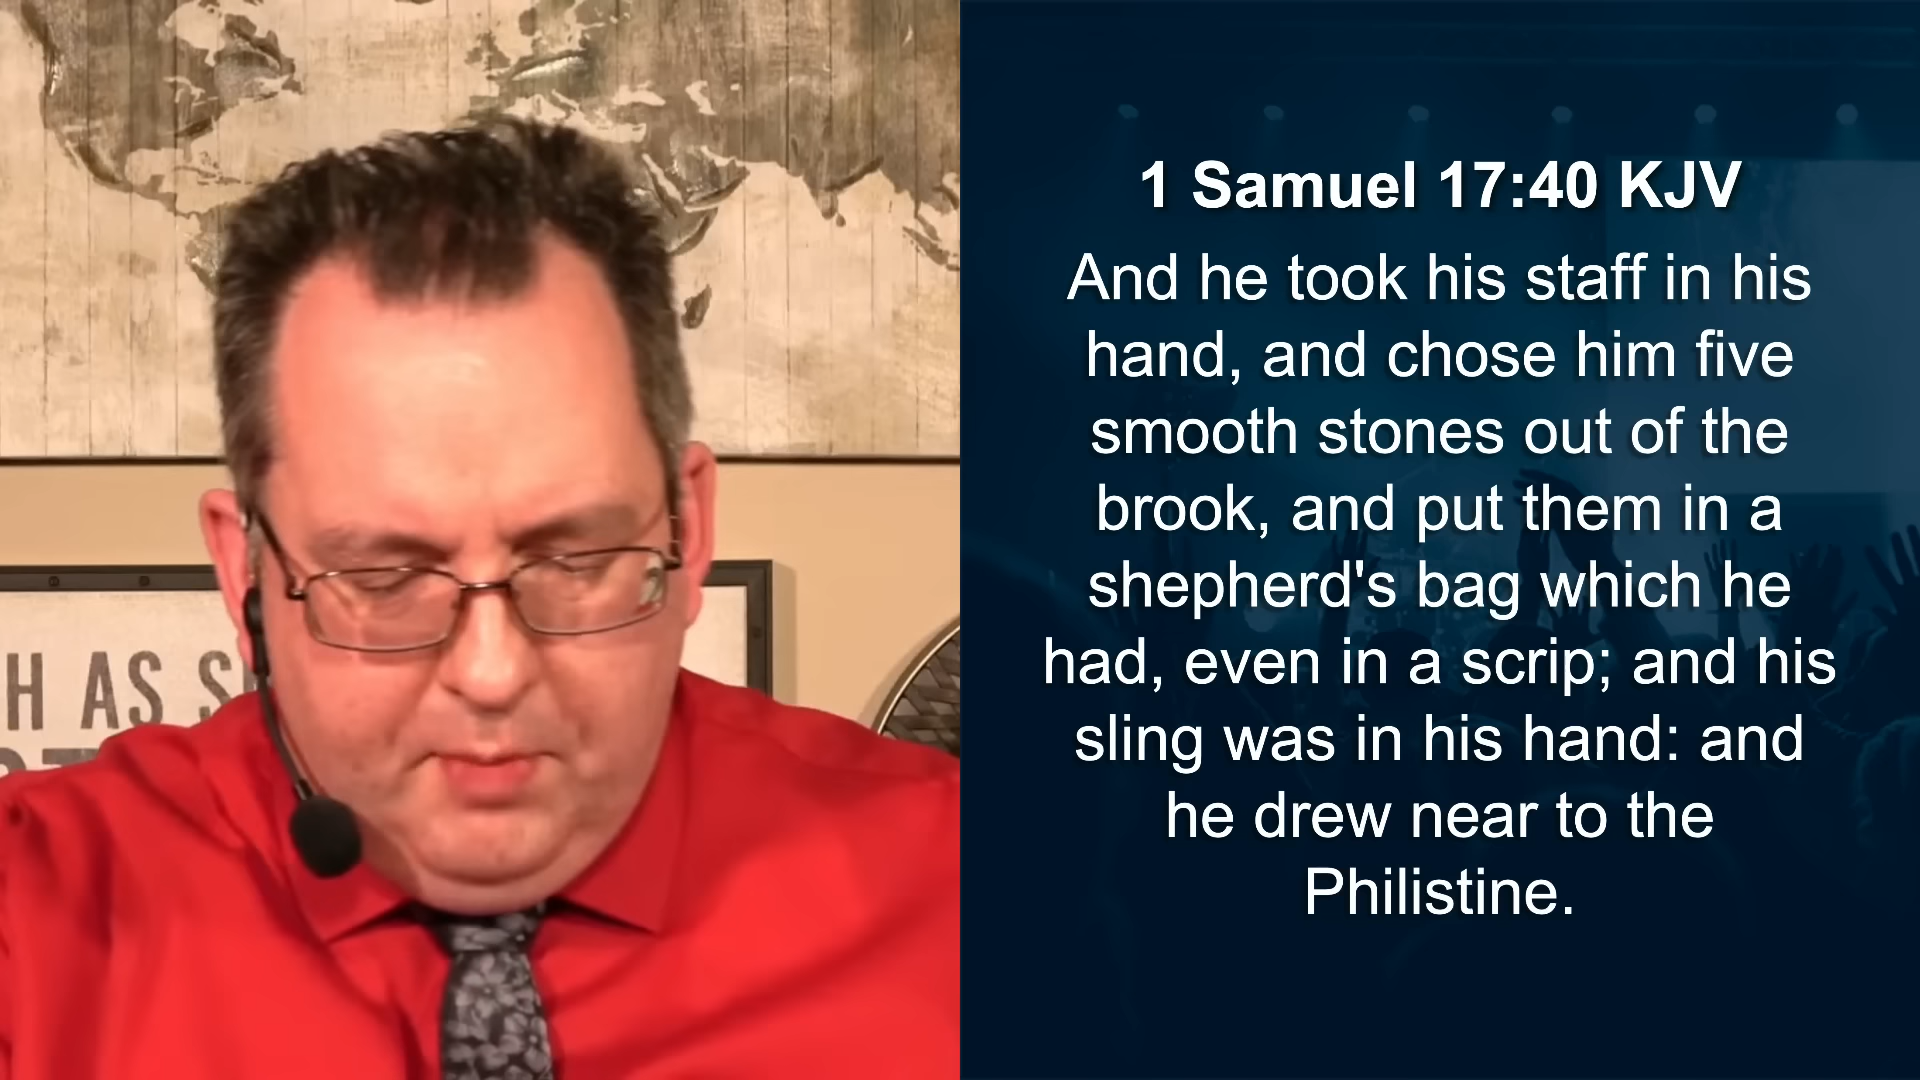 1 Samuel 17:40 KJV
And he took his staff in his
hand, and chose him five
smooth stones out of the
brook, and put them in a
shepherd's bag which he
had, even in a scrip; and his
sling was in his hand: and
he drew near to the
Philistine.
H AS